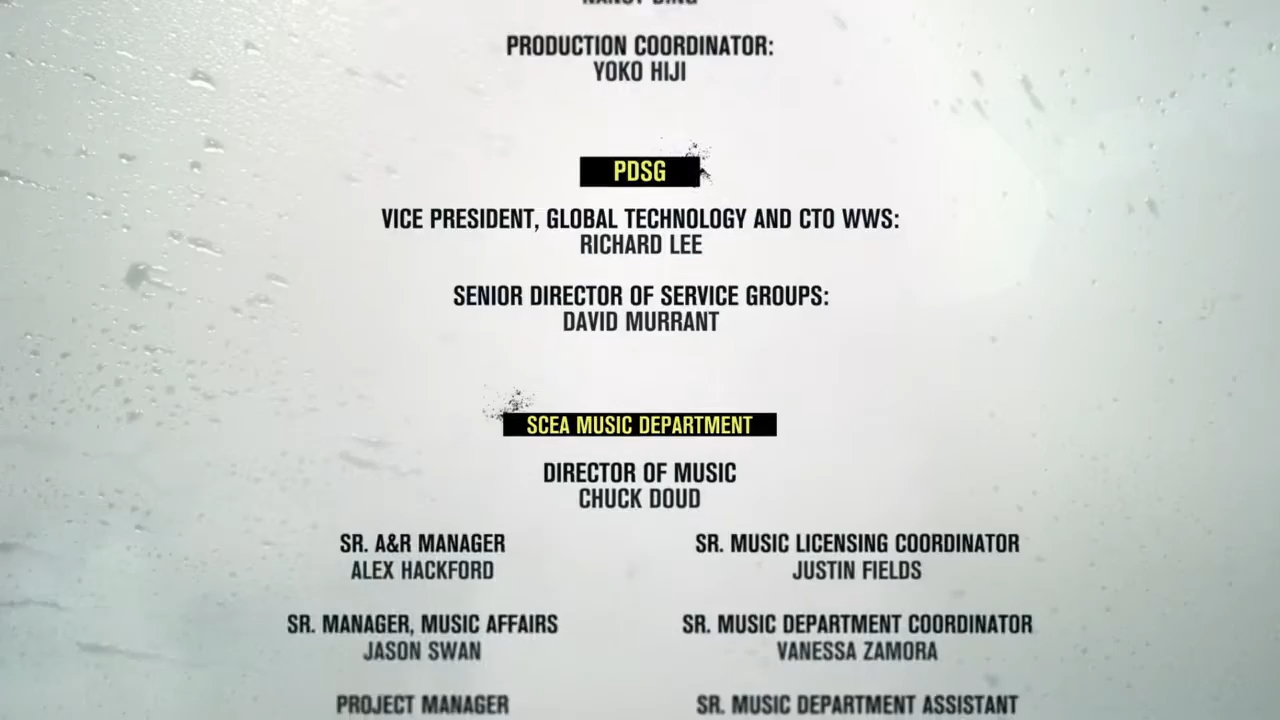 PRODUCTION COORDINATOR:
YOKO HIJI
PDSG
VICE PRESIDENT, GLOBAL TECHNOLOGY AND CTO WWS:
RICHARD LEE
SENIOR DIRECTOR OF SERVICE GROUPS:
DAVID MURRANT
SCEA MUSIC DEPARTMENT
DIRECTOR OF MUSIC
CHUCK DOUD
SR. A&R MANAGER
ALEX HACKFORD
SR. MUSIC LICENSING COORDINATOR
JUSTIN FIELDS
SR. MANAGER, MUSIC AFFAIRS
JASON SWAN
SR. MUSIC DEPARTMENT COORDINATOR
VANESSA ZAMORA
PROJECT MANAGER
SR. MUSIC DEPARTMENT ASSISTANT